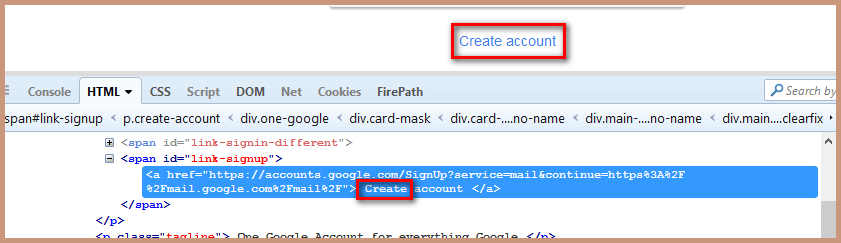 Create account
Console HTML CSS Script DOM Net Cookies FirePath Search by
span#link-signup < p.create-account < div.one-google < div.card-mask < div.card-....no-name < div.main-....no-name < div.main....clearfix
<span id="link-signin-different">
<span id="link-signup">
<a href="https://accounts.google.com/SignUp?service=mail&continue=https%3A%2F
%2Fmail.google.com%2Fmail%2F"> Create account </a>
</span>
</p>
<p class="tagline"> One Google Account for everything Google </p>